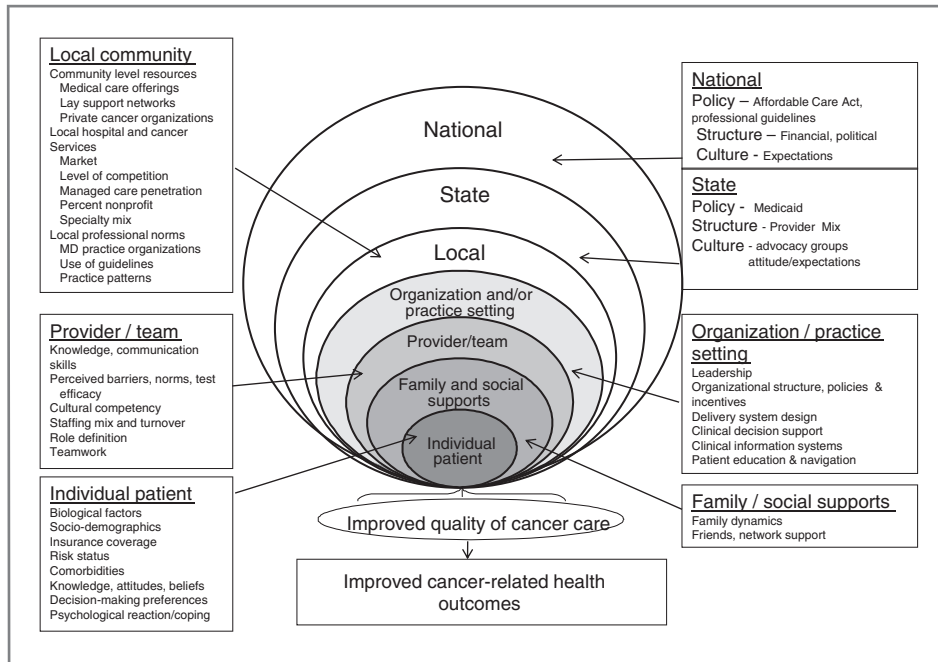 Local community
Community level resources
Medical care offerings
Lay support networks
Private cancer organizations
Local hospital and cancer
Services
Market
Level of competition
Managed care penetration
Percent nonprofit
Specialty mix
Local professional norms
MD practice organizations
Use of guidelines
Practice patterns
Provider / team
Knowledge, communication
skills
Perceived barriers, norms, test
efficacy
Cultural competency
Staffing mix and turnover
Role definition
Teamwork
Individual patient
Biological factors
Socio-demographics
Insurance coverage
Risk status
Comorbidities
Knowledge, attitudes, beliefs
Decision-making preferences
Psychological reaction/coping
National
State
Local
Organization and/or
practice setting
Provider/team
Family and social
supports
Individual
patient
Improved quality of cancer care
Improved cancer-related health
outcomes
National
Policy – Affordable Care Act,
professional guidelines
Structure – Financial, political
Culture - Expectations
State
Policy - Medicaid
Structure - Provider Mix
Culture - advocacy groups
attitude/expectations
Organization / practice
setting
Leadership
Organizational structure, policies &
incentives
Delivery system design
Clinical decision support
Clinical information systems
Patient education & navigation
Family / social supports
Family dynamics
Friends, network support